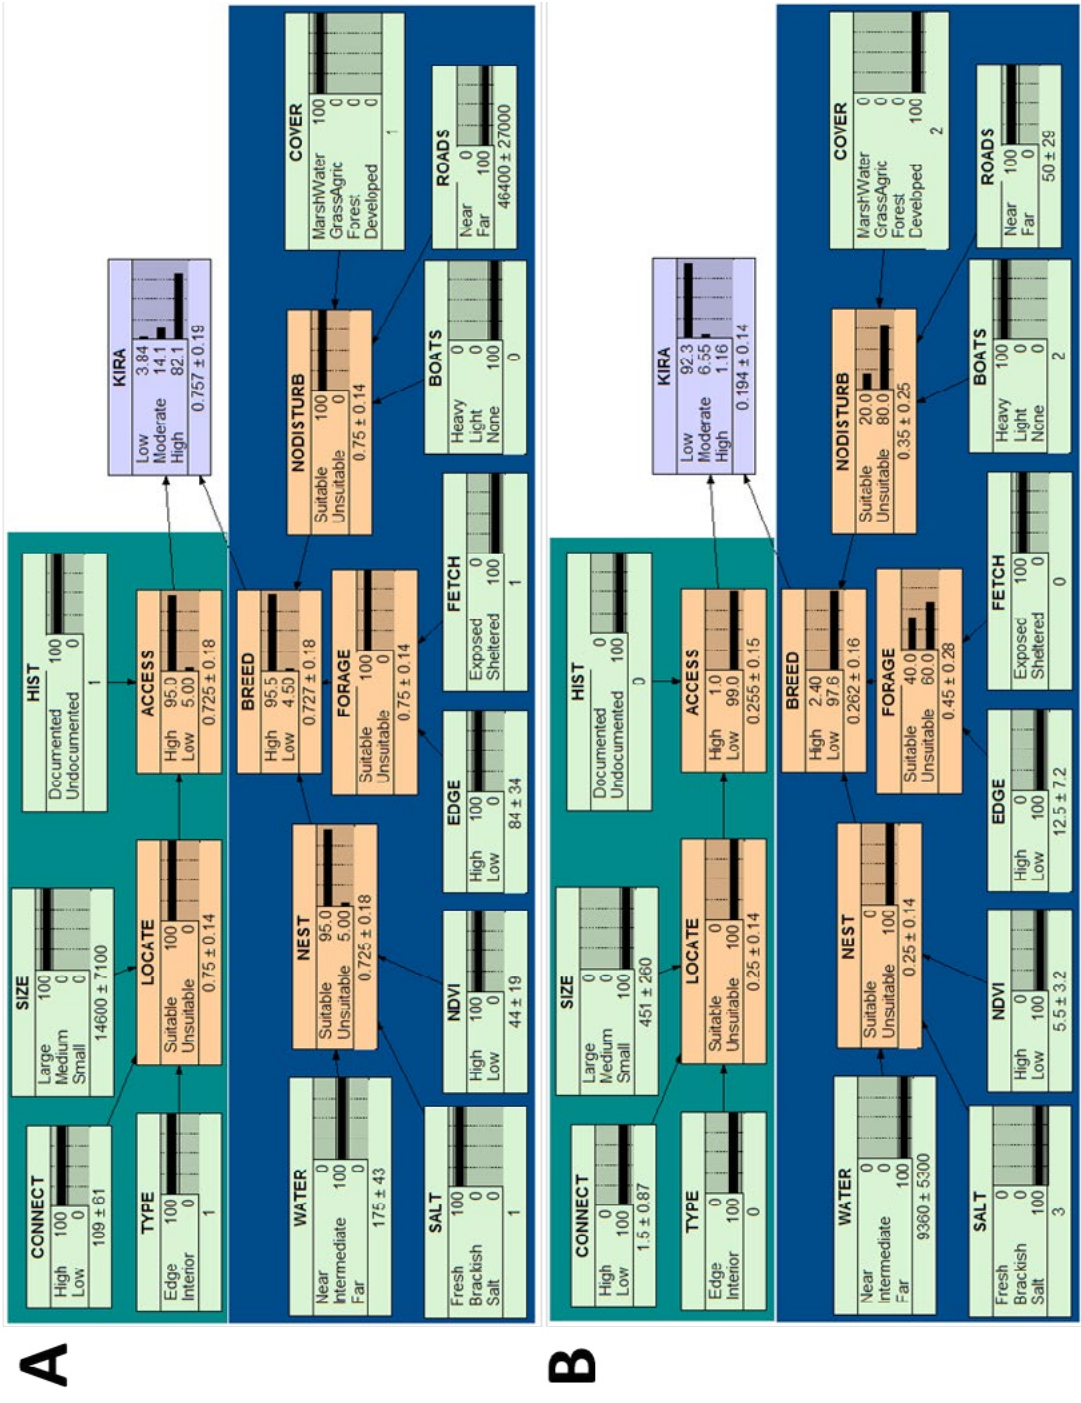 A
CONNECT
High 100
Low 0
109 ± 61
SIZE
Large 100
Medium 0
Small 0
14600 ± 7100
HIST
Documented 100
Undocumented 0
1
TYPE
Edge 100
Interior 0
1
LOCATE
Suitable 100
Unsuitable 0
0.75 ± 0.14
ACCESS
High 95.0
Low 5.00
0.725 ± 0.18
KIRA
Low 3.84
Moderate 14.1
High 82.1
0.757 ± 0.19
WATER
Near 0
Intermediate 100
Far 0
175 ± 43
NEST
Suitable 95.0
Unsuitable 5.00
0.725 ± 0.18
BREED
High 95.5
Low 4.50
0.727 ± 0.18
NODISTURB
Suitable 100
Unsuitable 0
0.75 ± 0.14
COVER
MarshWater 100
GrassAgric 0
Forest 0
Developed 0
1
FORAGE
Suitable 100
Unsuitable 0
0.75 ± 0.14
SALT
Fresh 100
Brackish 0
Salt 0
1
NDVI
High 100
Low 0
44 ± 19
EDGE
High 100
Low 0
84 ± 34
FETCH
Exposed 0
Sheltered 100
1
BOATS
Heavy 0
Light 0
None 100
0
ROADS
Near 0
Far 100
46400 ± 27000
B
CONNECT
High 0
Low 100
1.5 ± 0.87
SIZE
Large 0
Medium 0
Small 100
451 ± 260
HIST
Documented 0
Undocumented 100
0
TYPE
Edge 0
Interior 100
0
LOCATE
Suitable 0
Unsuitable 100
0.25 ± 0.14
ACCESS
High 1.0
Low 99.0
0.255 ± 0.15
KIRA
Low 92.3
Moderate 6.55
High 1.16
0.194 ± 0.14
WATER
Near 0
Intermediate 0
Far 100
9360 ± 5300
NEST
Suitable 0
Unsuitable 100
0.25 ± 0.14
BREED
High 2.40
Low 97.6
0.262 ± 0.16
NODISTURB
Suitable 20.0
Unsuitable 80.0
0.35 ± 0.25
COVER
MarshWater 0
GrassAgric 0
Forest 0
Developed 100
2
FORAGE
Suitable 40.0
Unsuitable 60.0
0.45 ± 0.28
SALT
Fresh 0
Brackish 0
Salt 100
3
NDVI
High 0
Low 100
5.5 ± 3.2
EDGE
High 0
Low 100
12.5 ± 7.2
FETCH
Exposed 100
Sheltered 0
0
BOATS
Heavy 100
Light 0
None 0
2
ROADS
Near 100
Far 0
50 ± 29